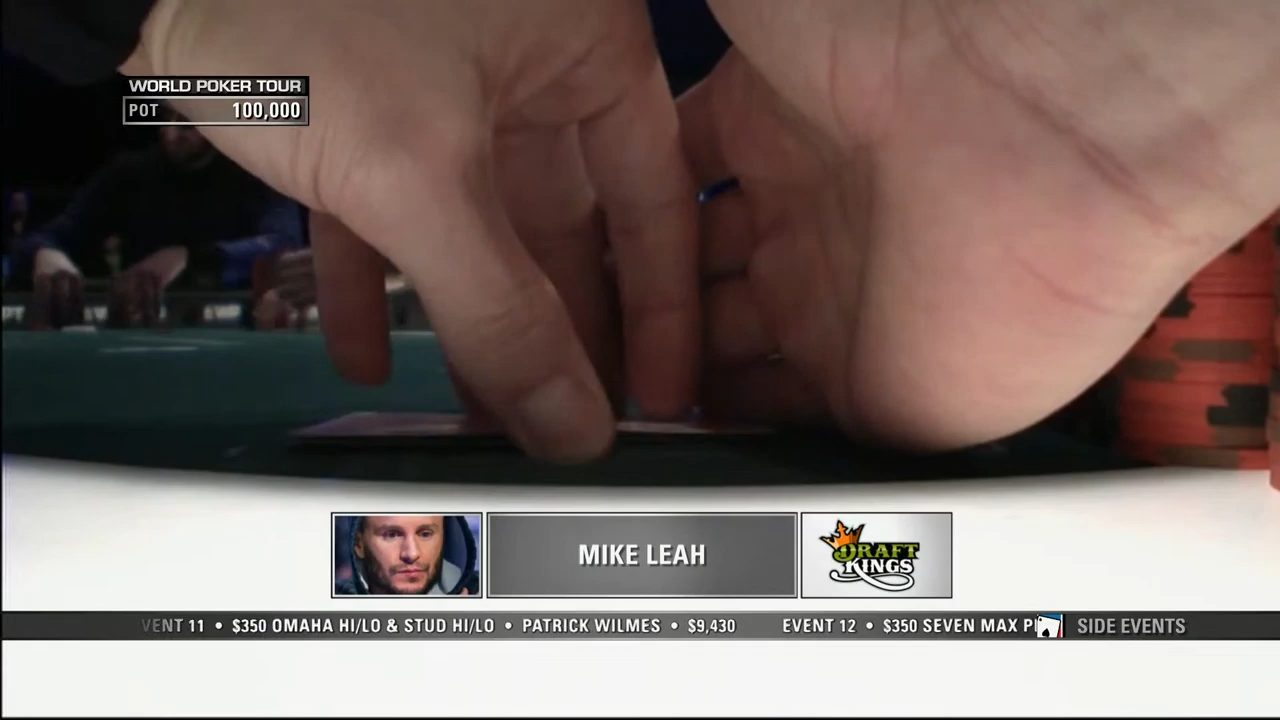 WORLD POKER TOUR
POT 100,000
MIKE LEAH
DRAFT
KINGS
VENT 11 • $350 OMAHA HI/LO & STUD HI/LO • PATRICK WILMES • $9,430 EVENT 12 • $350 SEVEN MAX SIDE EVENTS